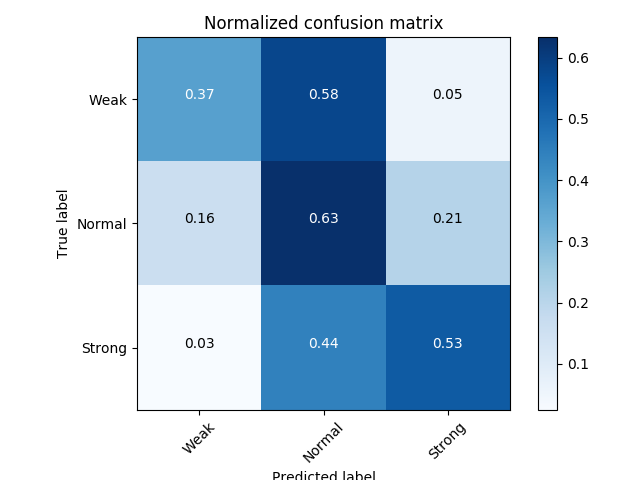 Normalized confusion matrix
True label
Weak 0.37 0.58 0.05
Normal 0.16 0.63 0.21
Strong 0.03 0.44 0.53
Weak Normal Strong
Predicted label
0.6
0.5
0.4
0.3
0.2
0.1